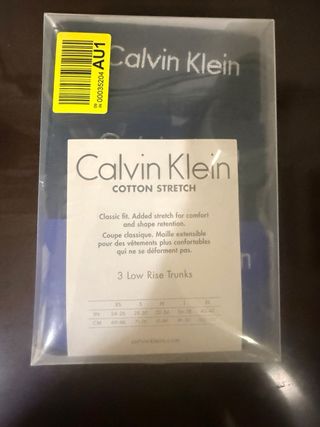 00035204
AU1
Calvin Klein
Calvin Klein
COTTON STRETCH
Classic fit. Added stretch for comfort
and shape retention.
Coupe classique. Maille extensible
pour des vêtements plus confortables
qui ne se déforment pas.
3 Low Rise Trunks
XS S M L XL
CM